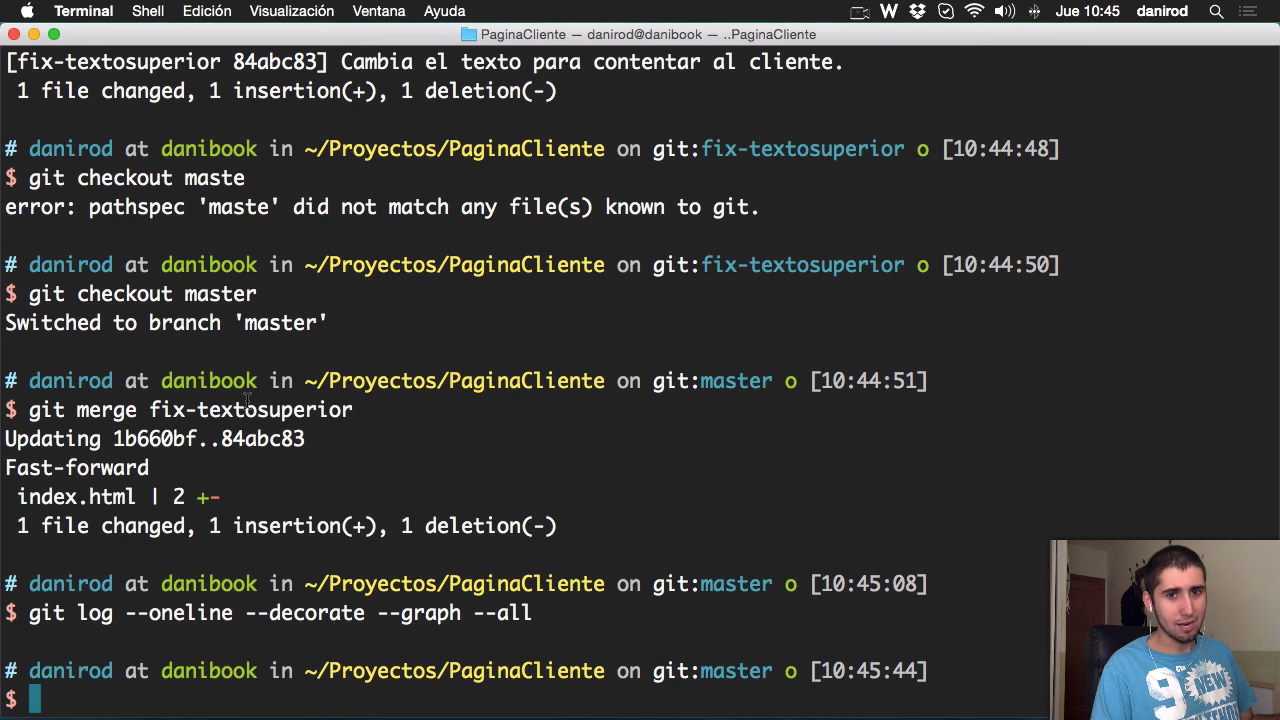 Terminal Shell Edición Visualización Ventana Ayuda W Jue 10:45 danirod
PaginaCliente — danirod@danibook — ..PaginaCliente
[fix-textosuperior 84abc83] Cambia el texto para contentar al cliente.
1 file changed, 1 insertion(+), 1 deletion(-)
# danirod at danibook in ~/Proyectos/PaginaCliente on git:fix-textosuperior o [10:44:48]
$ git checkout maste
error: pathspec 'maste' did not match any file(s) known to git.
# danirod at danibook in ~/Proyectos/PaginaCliente on git:fix-textosuperior o [10:44:50]
$ git checkout master
Switched to branch 'master'
# danirod at danibook in ~/Proyectos/PaginaCliente on git:master o [10:44:51]
$ git merge fix-textosuperior
Updating 1b660bf..84abc83
Fast-forward
index.html | 2 +-
1 file changed, 1 insertion(+), 1 deletion(-)
# danirod at danibook in ~/Proyectos/PaginaCliente on git:master o [10:45:08]
$ git log --oneline --decorate --graph --all
# danirod at danibook in ~/Proyectos/PaginaCliente on git:master o [10:45:44]
$
9
NEW